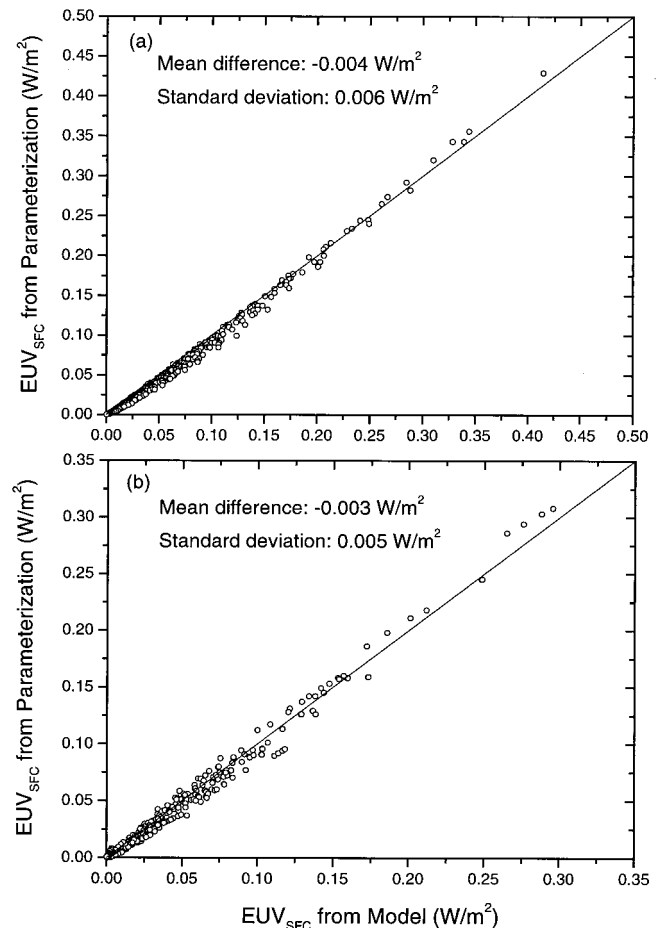 (a)
Mean difference: -0.004 W/m²
Standard deviation: 0.006 W/m²
EUV_SFC from Parameterization (W/m²)
0.50
0.45
0.40
0.35
0.30
0.25
0.20
0.15
0.10
0.05
0.00
0.00 0.05 0.10 0.15 0.20 0.25 0.30 0.35 0.40 0.45 0.50
(b)
Mean difference: -0.003 W/m²
Standard deviation: 0.005 W/m²
EUV_SFC from Parameterization (W/m²)
0.35
0.30
0.25
0.20
0.15
0.10
0.05
0.00
0.00 0.05 0.10 0.15 0.20 0.25 0.30 0.35
EUV_SFC from Model (W/m²)